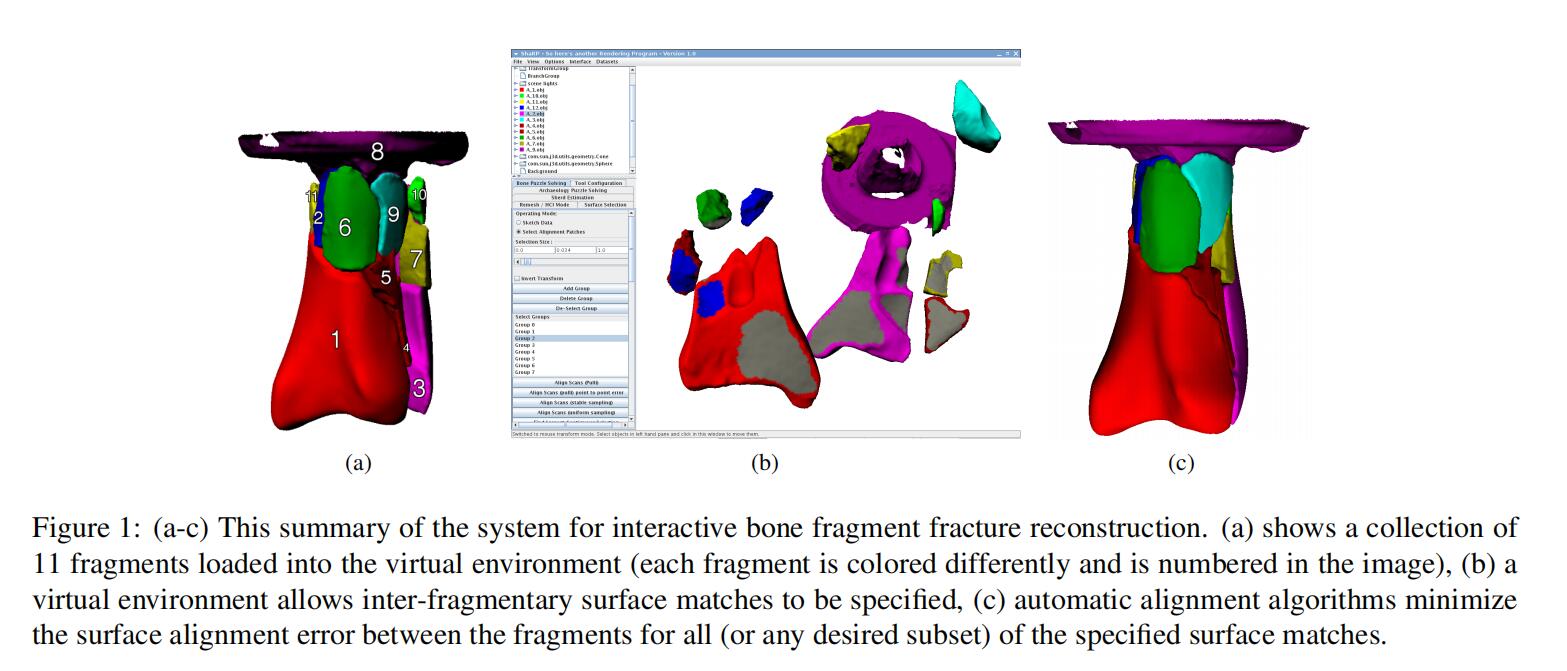 8
11
10
2
6
9
7
5
1
4
3
ShaRP - So here's another Rendering Program - Version 1.0
File View Options Interface Datasets
TransformGroup
BranchGroup
scene lights
A_1.obj
A_10.obj
A_11.obj
A_12.obj
A_2.obj
A_3.obj
A_4.obj
A_5.obj
A_6.obj
A_7.obj
A_9.obj
com.sun.j3d.utils.geometry.Cone
com.sun.j3d.utils.geometry.Sphere
Background
Bone Puzzle Solving Tool Configuration
Archaeology Puzzle Solving
Sherd Estimation
Remesh / HCI Mode Surface Selection
Operating Mode:
Sketch Data
Select Alignment Patches
Selection Size :
0.0 0.034 1.0
Invert Transform
Add Group
Delete Group
De-Select Group
Select Groups
Group 0
Group 1
Group 2
Group 3
Group 4
Group 5
Group 6
Group 7
Align Scans (Pull)
Align Scans (pull) point to point error
Align Scans (stable sampling)
Align Scans (uniform sampling)
Switched to mouse transform mode. Select objects in left hand pane and click in this window to move them.
(a) (b) (c)
Figure 1: (a-c) This summary of the system for interactive bone fragment fracture reconstruction. (a) shows a collection of
11 fragments loaded into the virtual environment (each fragment is colored differently and is numbered in the image), (b) a
virtual environment allows inter-fragmentary surface matches to be specified, (c) automatic alignment algorithms minimize
the surface alignment error between the fragments for all (or any desired subset) of the specified surface matches.